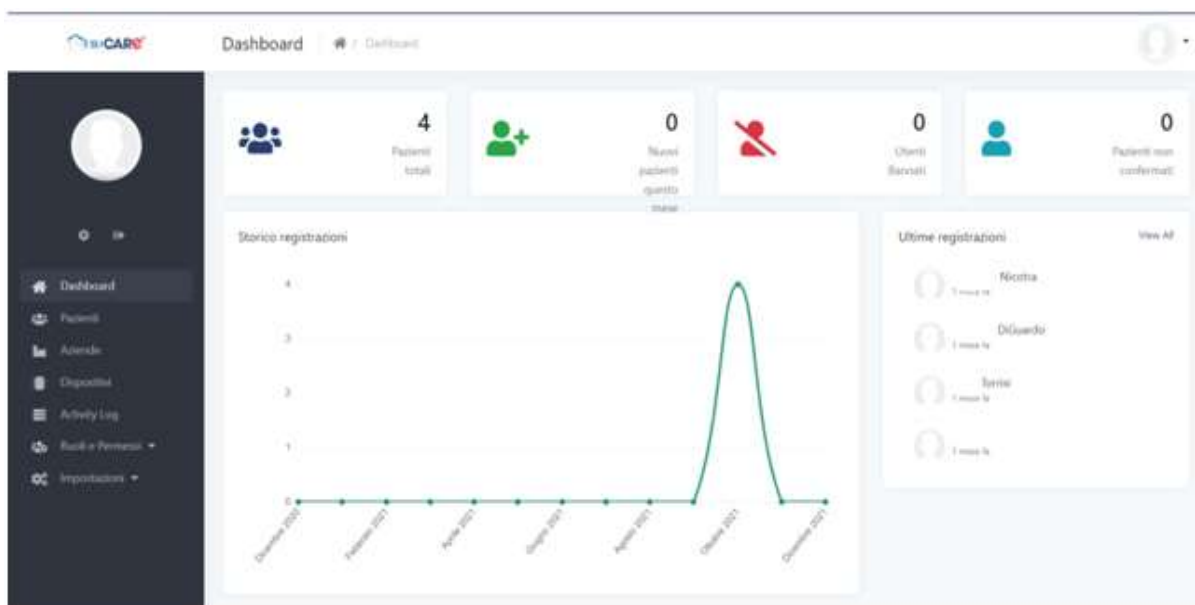 CARe
Dashboard
/ Dashboard
4
Pazienti
totali
0
Nuovi
pazienti
questo
mese
0
Utenti
Bannati
0
Pazienti non
confermati
Dashboard
Pazienti
Aziende
Dispositivi
Activity Log
Ruoli e Permessi
Impostazioni
Storico registrazioni
4
3
2
1
0
Dicembre 2020
Febbraio 2021
Aprile 2021
Giugno 2021
Agosto 2021
Ottobre 2021
Dicembre 2021
Ultime registrazioni
View All
Nicotra
1 mese fa
DiGuardo
1 mese fa
Torrisi
1 mese fa
1 mese fa